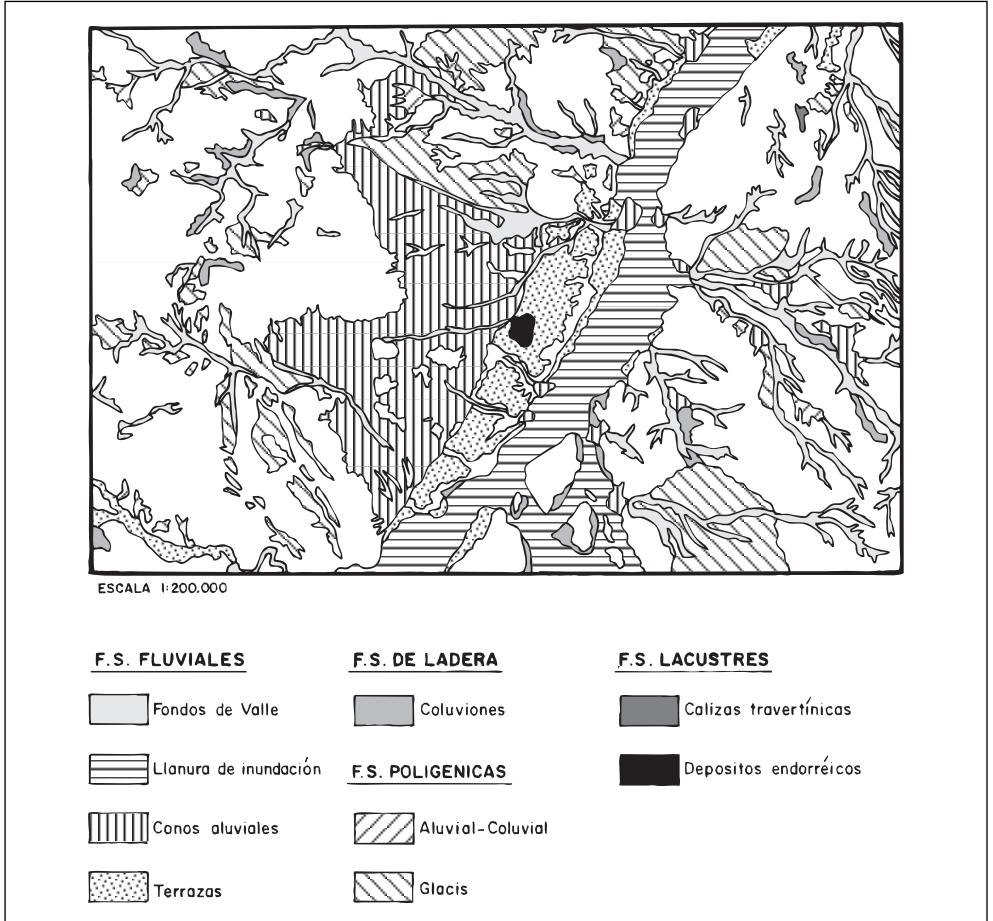 ESCALA 1:200.000
F.S. FLUVIALES
Fondos de Valle
Llanura de inundación
Conos aluviales
Terrazas
F.S. DE LADERA
Coluviones
F.S. POLIGENICAS
Aluvial-Coluvial
Glacis
F.S. LACUSTRES
Calizas travertínicas
Depositos endorréicos